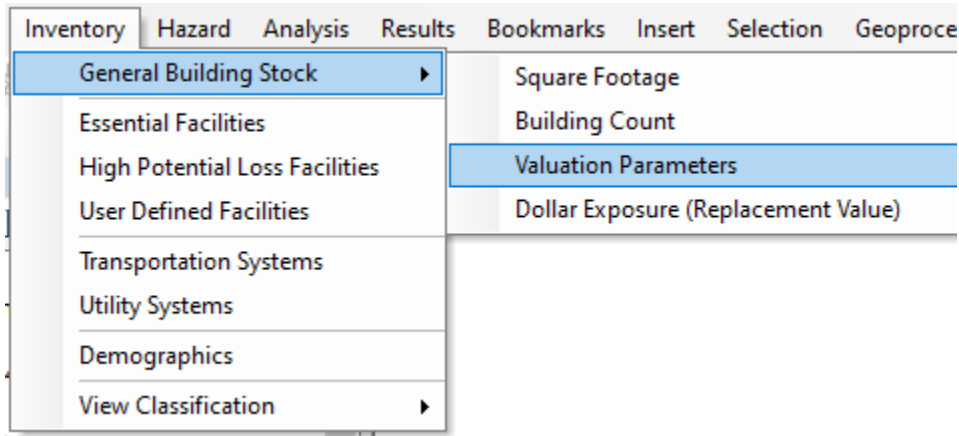 Inventory Hazard Analysis Results Bookmarks Insert Selection Geoproce
General Building Stock
Square Footage
Essential Facilities
Building Count
High Potential Loss Facilities
Valuation Parameters
User Defined Facilities
Dollar Exposure (Replacement Value)
Transportation Systems
Utility Systems
Demographics
View Classification